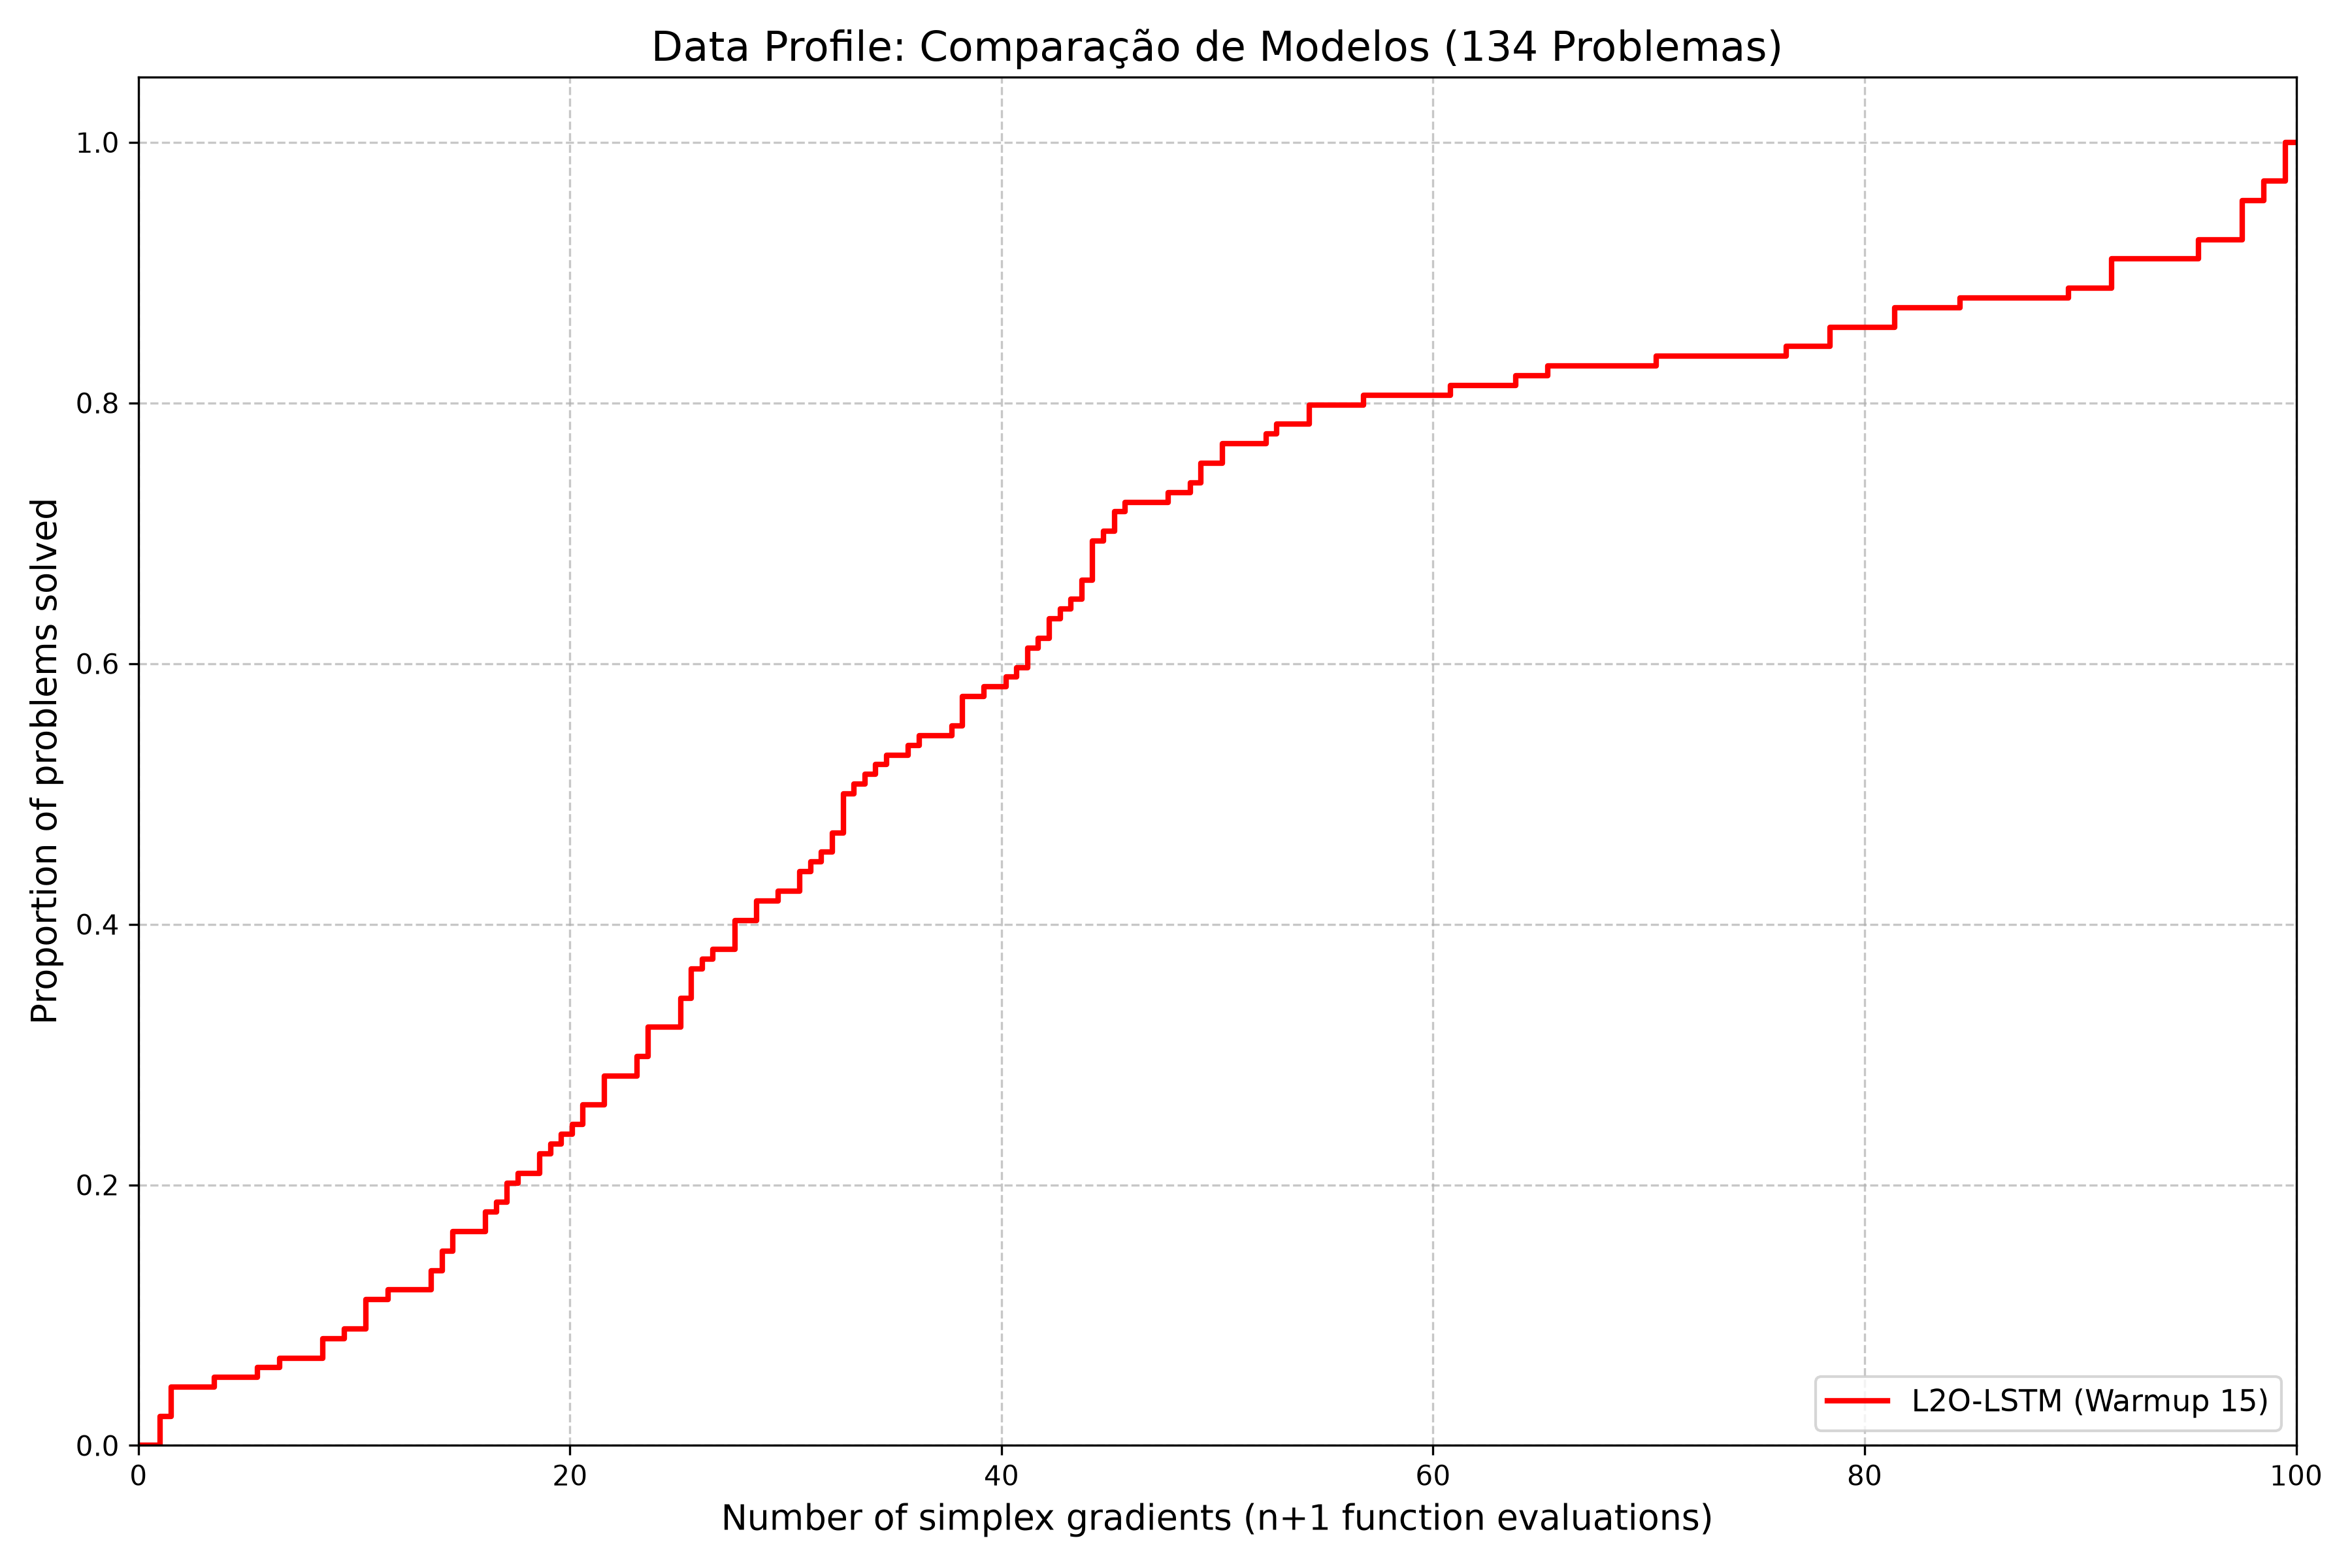 Data Profile: Comparação de Modelos (134 Problemas)
1.0
0.8
0.6
0.4
0.2
0.0
Proportion of problems solved
0 20 40 60 80 100
Number of simplex gradients (n+1 function evaluations)
L2O-LSTM (Warmup 15)